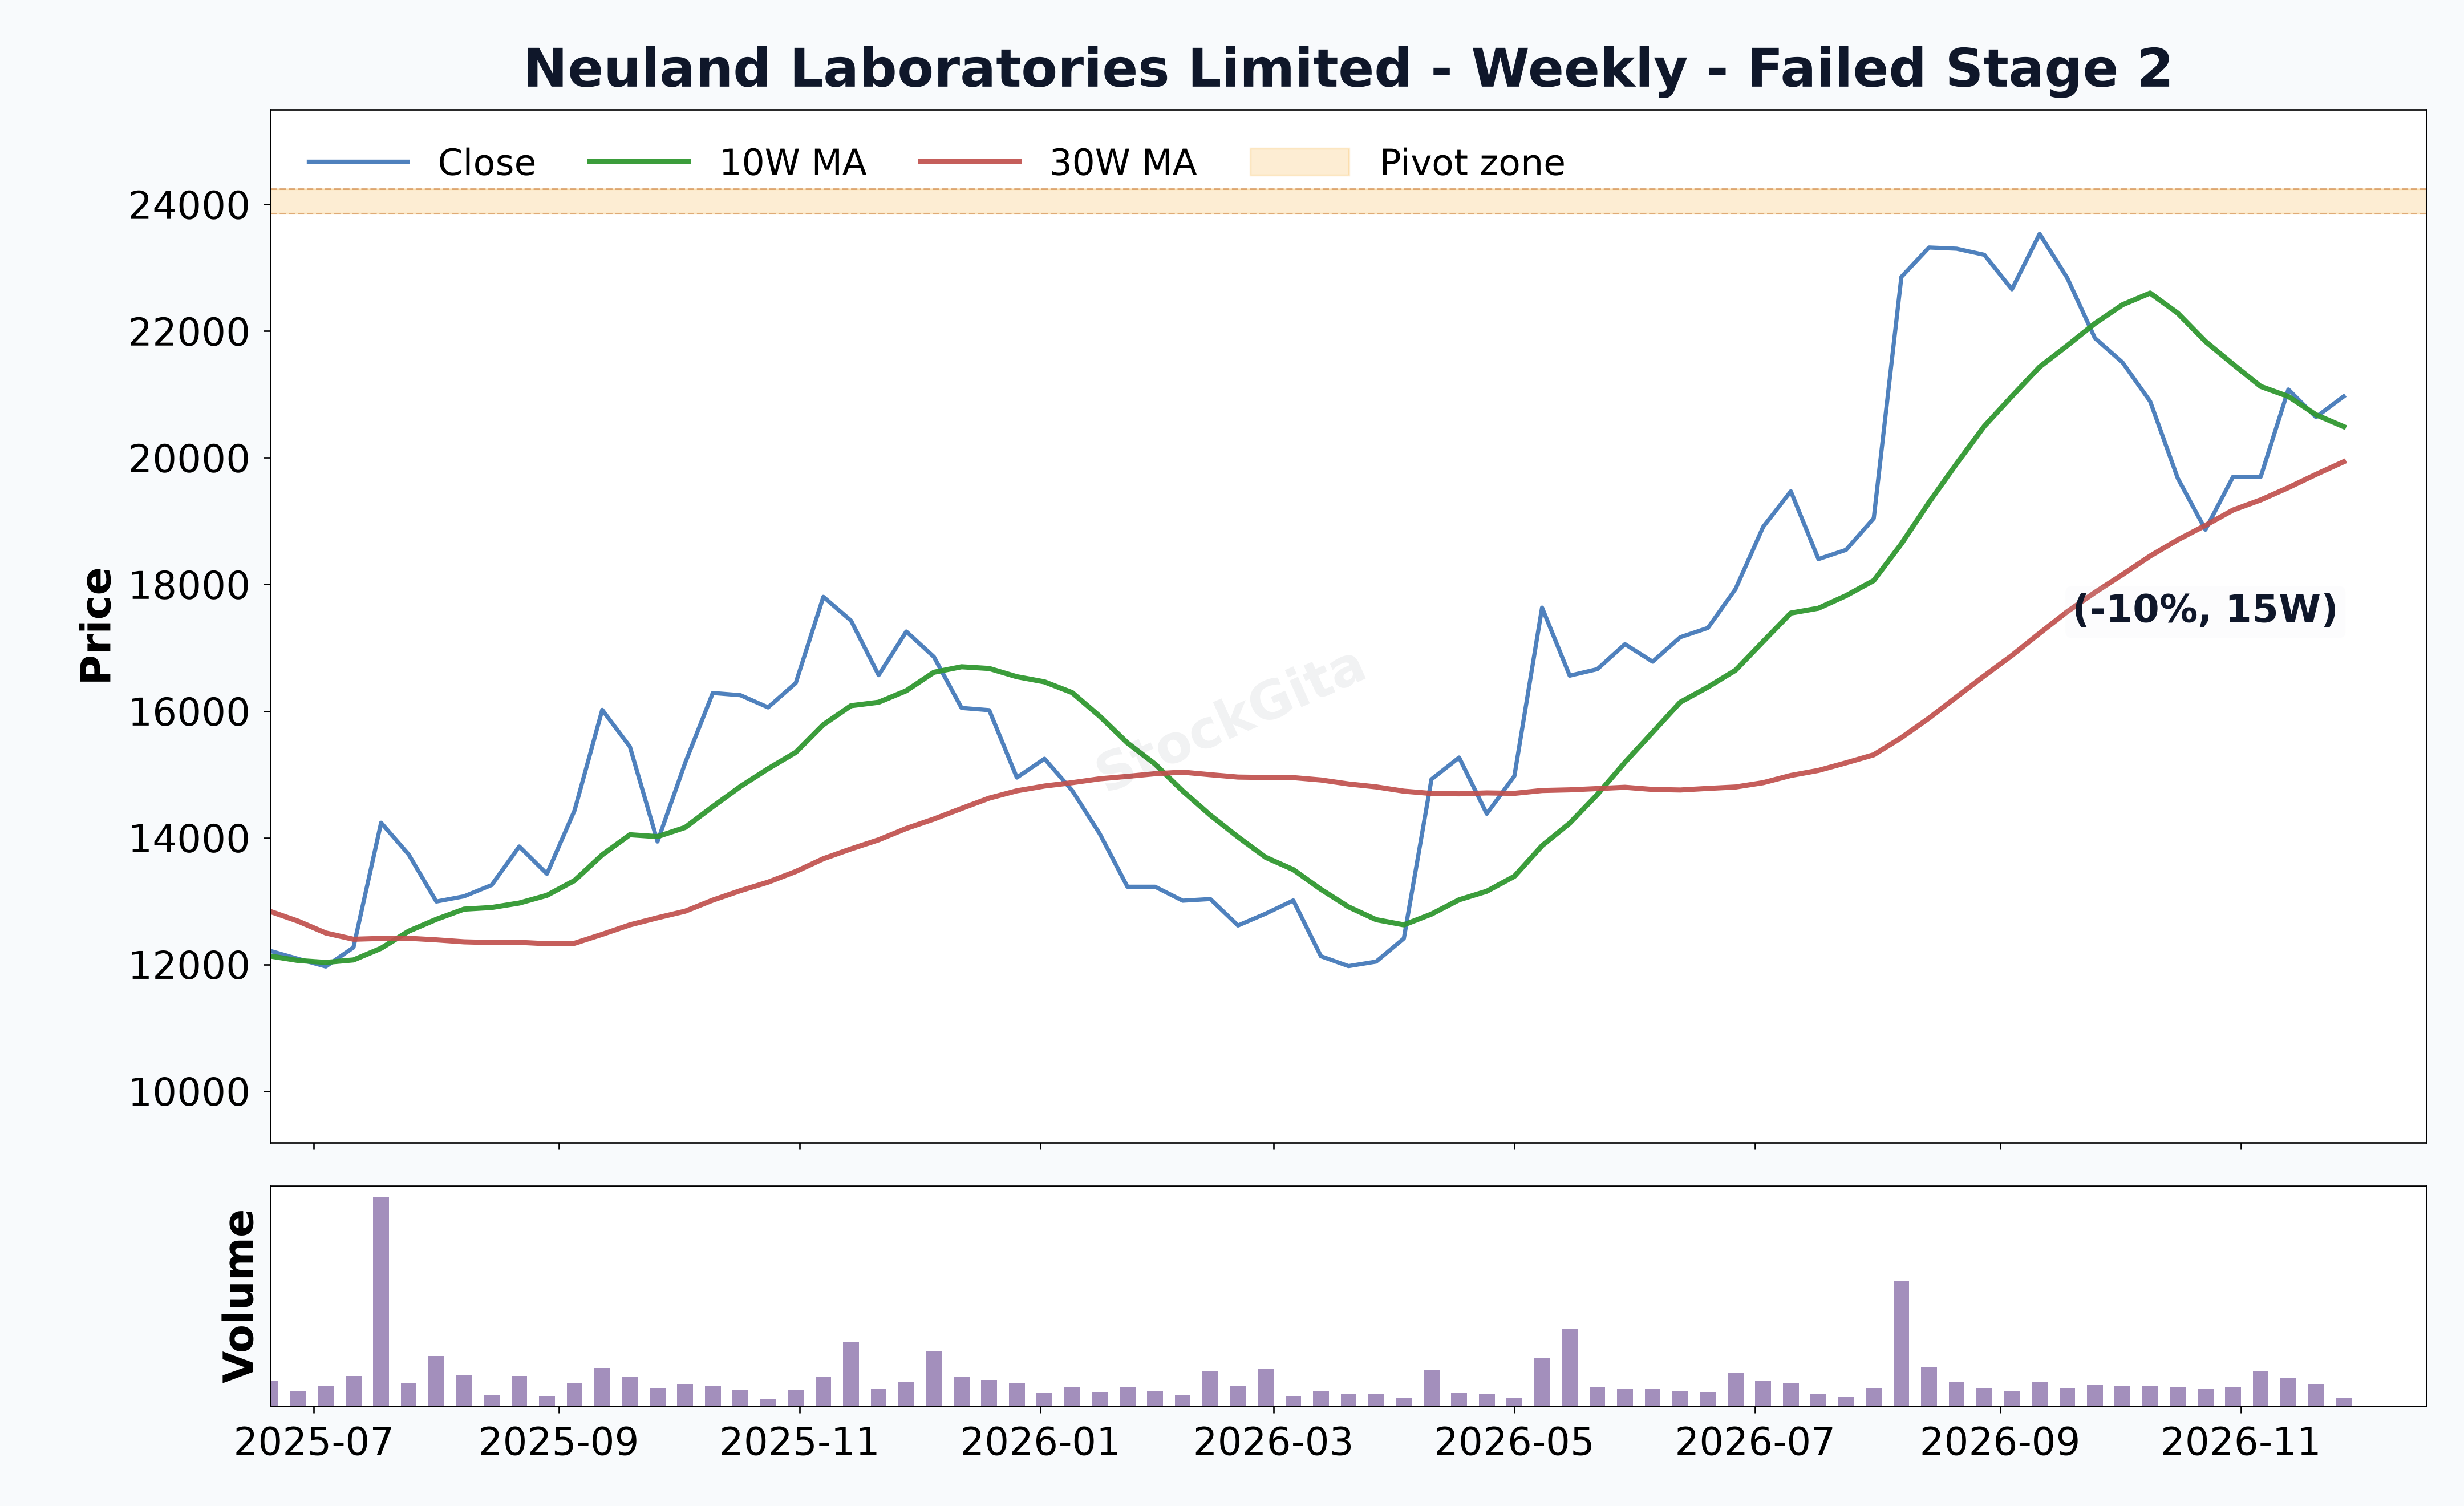 Neuland Laboratories Limited - Weekly - Failed Stage 2
Close 10W MA 30W MA Pivot zone
24000
22000
20000
18000
16000
14000
12000
10000
Price
(-10%, 15W)
StockGita
Volume
2025-07 2025-09 2025-11 2026-01 2026-03 2026-05 2026-07 2026-09 2026-11